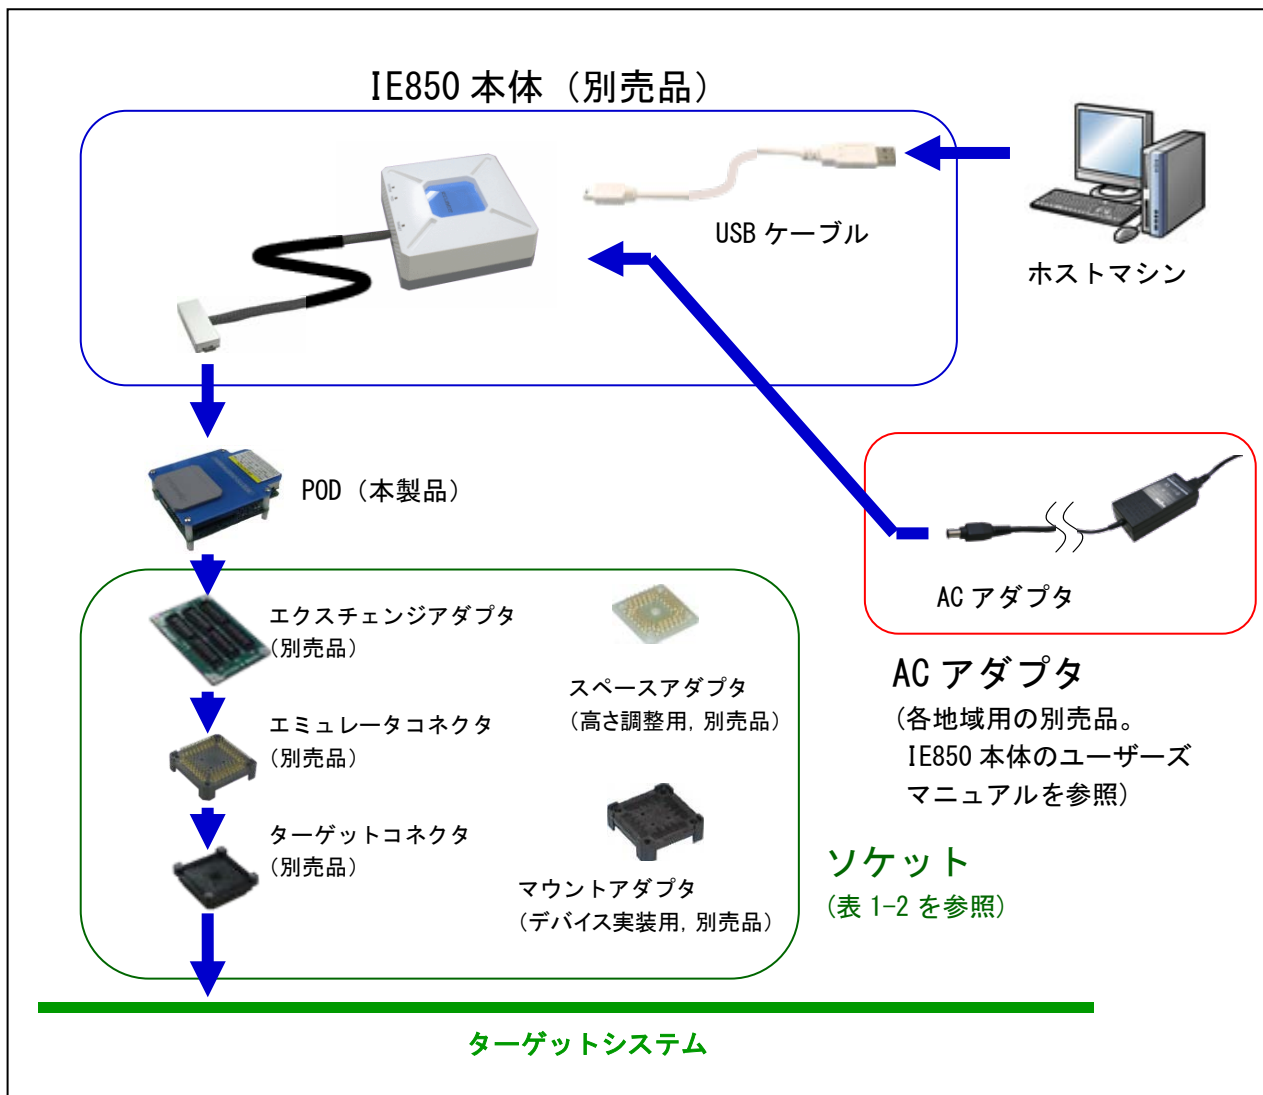 IE850 本体（別売品）
USB ケーブル
ホストマシン
POD（本製品）
AC アダプタ
エクスチェンジアダプタ
（別売品）
スペースアダプタ
（高さ調整用，別売品）
AC アダプタ
（各地域用の別売品。
IE850 本体のユーザーズ
マニュアルを参照）
エミュレータコネクタ
（別売品）
ターゲットコネクタ
（別売品）
マウントアダプタ
（デバイス実装用，別売品）
ソケット
（表 1-2 を参照）
ターゲットシステム